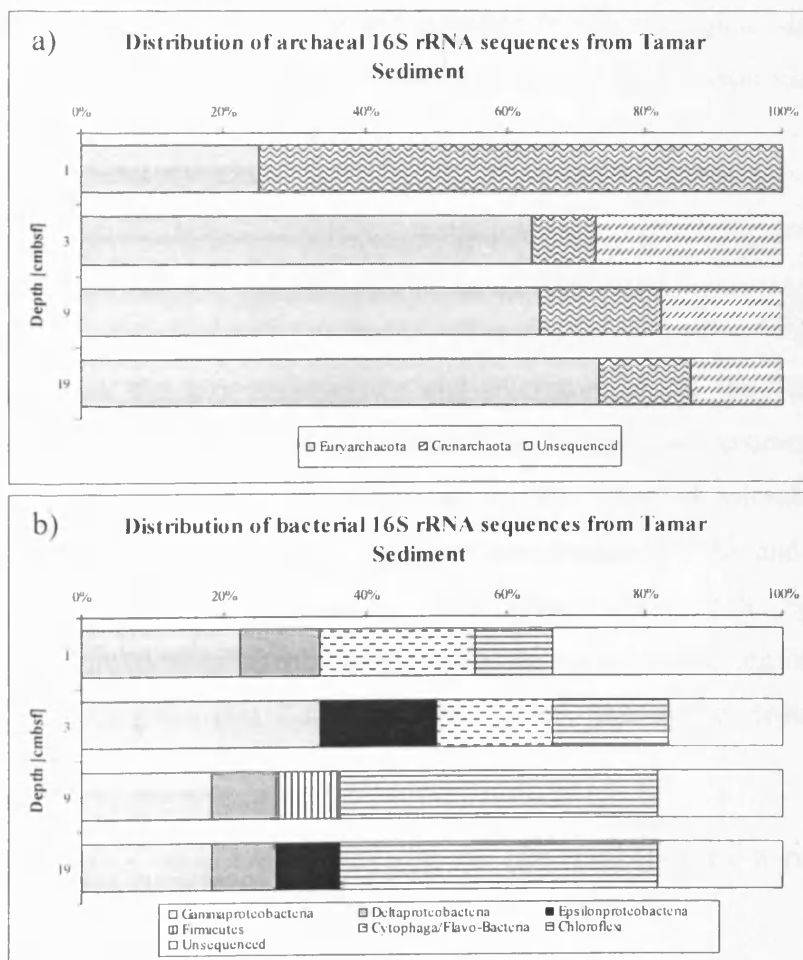 a)
Distribution of archaeal 16S rRNA sequences from Tamar
Sediment
0% 20% 40% 60% 80% 100%
Depth [cmbsf]
1
3
9
19
Euryarchaeota Crenarchaota Unsequenced
b)
Distribution of bacterial 16S rRNA sequences from Tamar
Sediment
0% 20% 40% 60% 80% 100%
Depth [cmbsf]
1
3
9
19
Gammaproteobacteria Deltaproteobacteria Epsilonproteobacteria
Firmicutes Cytophaga/Flavo-Bacteria Chloroflexi
Unsequenced